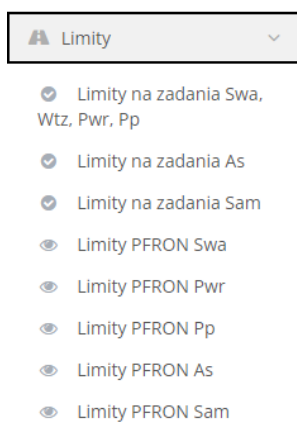 Limity
Limity na zadania Swa,
Wtz, Pwr, Pp
Limity na zadania As
Limity na zadania Sam
Limity PFRON Swa
Limity PFRON Pwr
Limity PFRON Pp
Limity PFRON As
Limity PFRON Sam